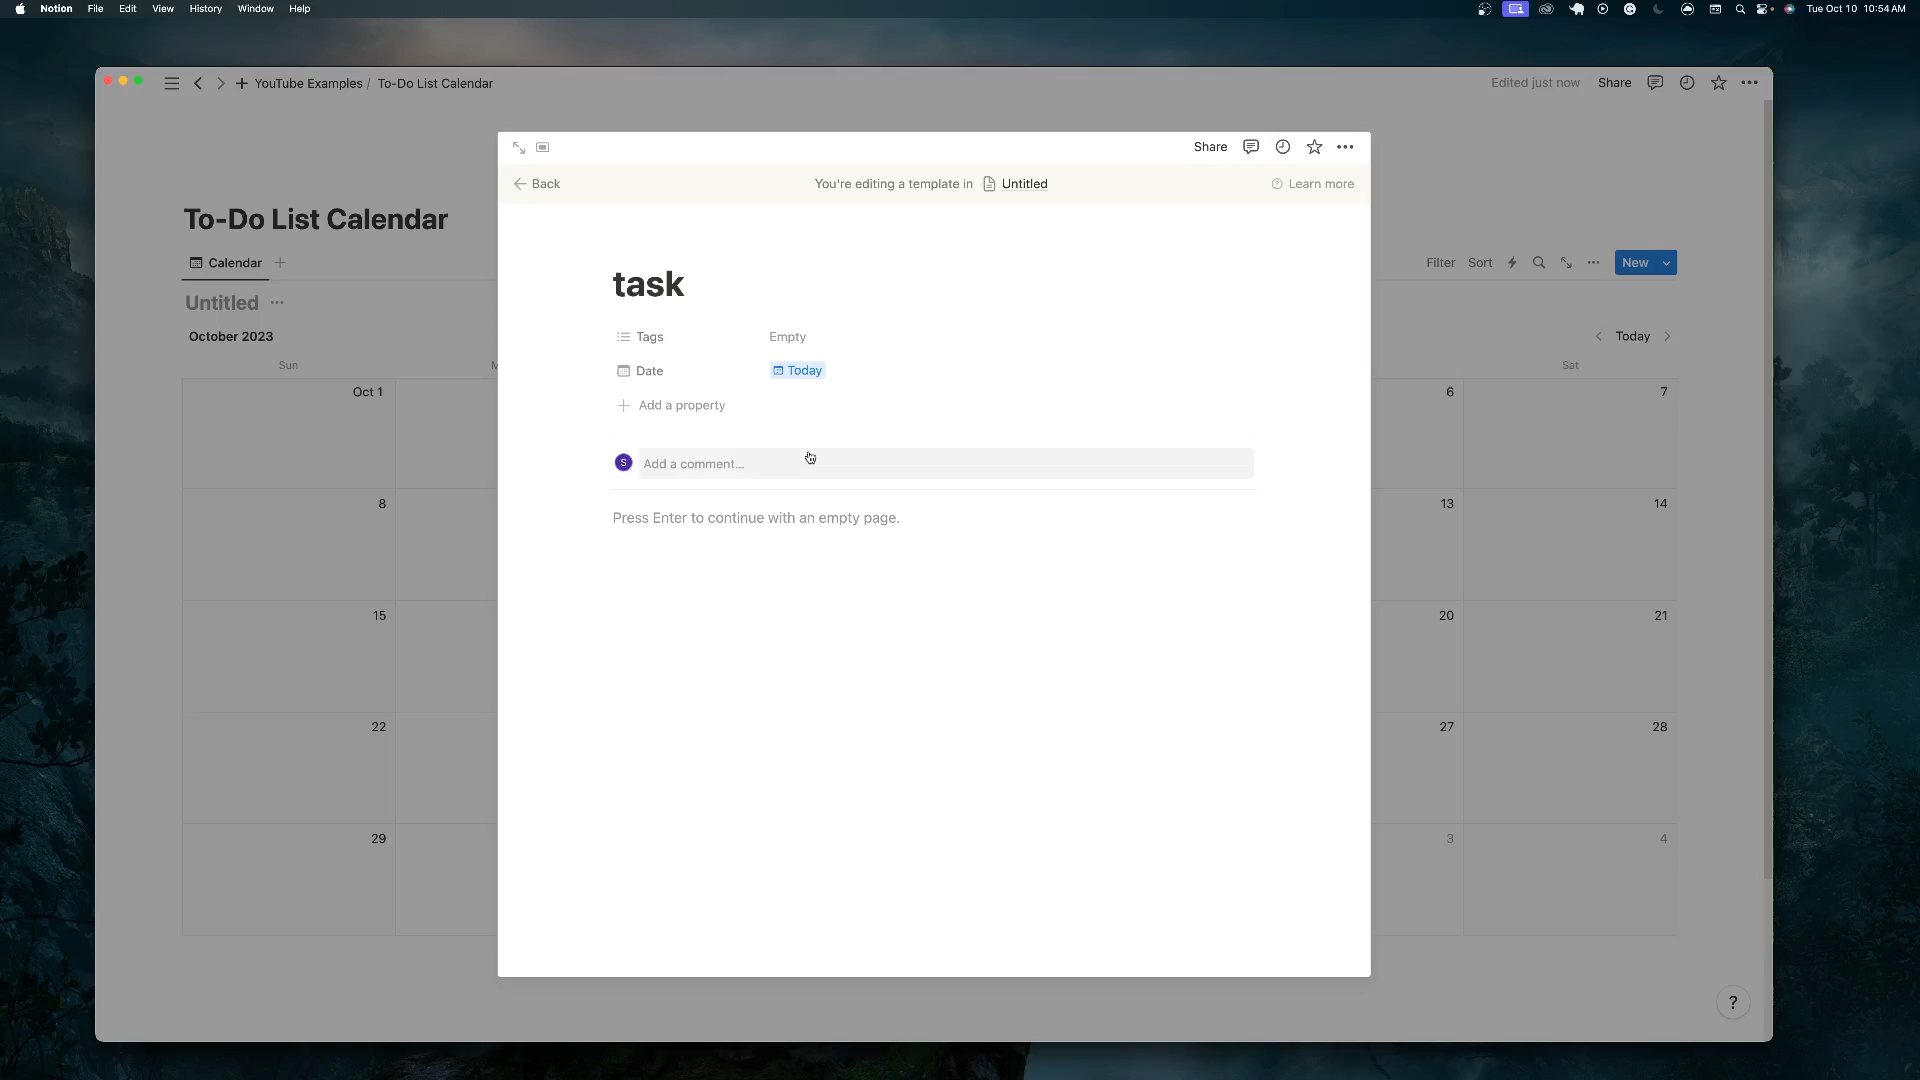 Notion File Edit View History Window Help Tue Oct 10 10:54 AM
YouTube Examples / To-Do List Calendar Edited just now Share
Share
Back You're editing a template in Untitled Learn more
To-Do List Calendar
Calendar Filter Sort New
task
Untitled
October 2023 Today
Tags Empty
Date Today
Add a property
Sun M Sat
Oct 1 6 7
S Add a comment...
Press Enter to continue with an empty page.
8 13 14
15 20 21
22 27 28
29 3 4
?